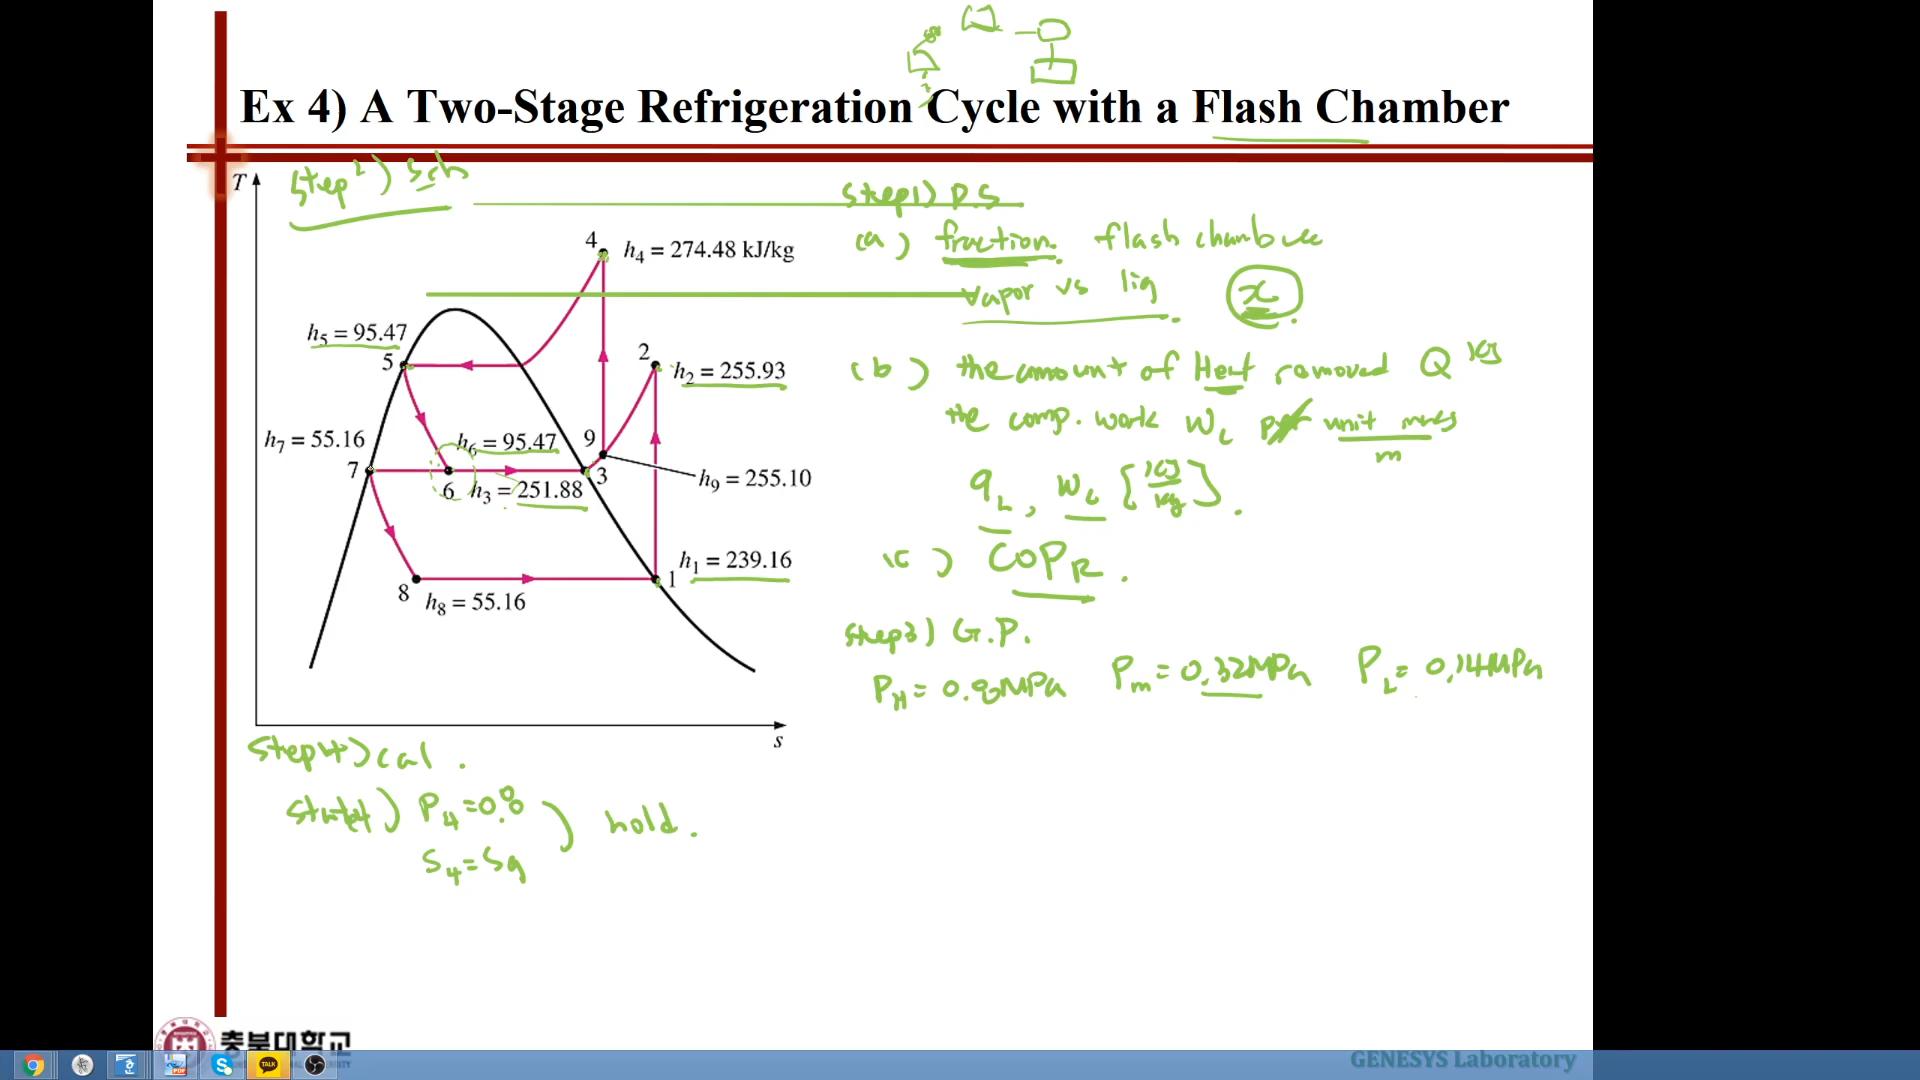 Ex 4) A Two-Stage Refrigeration Cycle with a Flash Chamber
step2) Sch
T
4
h4 = 274.48 kJ/kg
h5 = 95.47
5
2
h2 = 255.93
h7 = 55.16
7
h6 = 95.47
9
6
h3 = 251.88
3
h9 = 255.10
8
h8 = 55.16
h1 = 239.16
1
s
step1) P.S
(a) fraction. flash chamber
vapor vs liq. x
(b) the amount of Heat removed Q kJ
the comp. work Wc per unit mass
m
qL, wc [kJ/kg].
(c) COPR.
step3) G.P.
PH = 0.8MPa Pm = 0.32MPa PL = 0.14MPa
step4) cal.
state4) P4 = 0.8
S4 = S9
hold.
충북대학교
GENESYS Laboratory
TALK
PDF